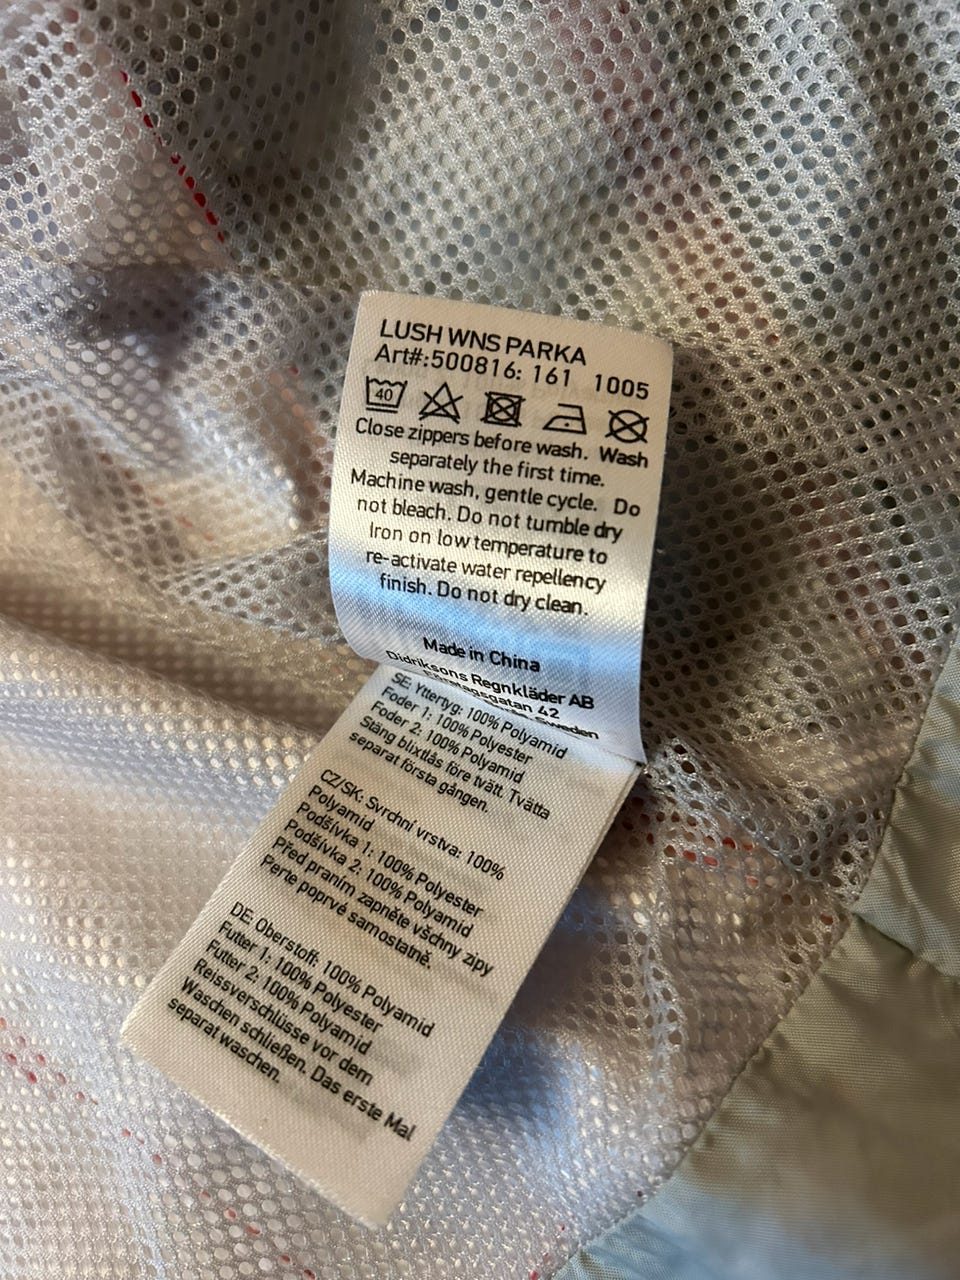 LUSH WNS PARKA
Art#:500816: 161 1005
40
Close zippers before wash. Wash
separately the first time.
Machine wash, gentle cycle. Do
not bleach. Do not tumble dry
Iron on low temperature to
re-activate water repellency
finish. Do not dry clean.
Made in China
Didriksons Regnkläder AB
gatan 42
Sweden
SE: Yttertyg: 100% Polyamid
Foder 1: 100% Polyester
Foder 2: 100% Polyamid
Stäng blixtlås före tvätt. Tvätta
separat första gången.
CZ/SK: Svrchní vrstva: 100%
Polyamid
Podšívka 1: 100% Polyester
Podšívka 2: 100% Polyamid
Před praním zapněte všchny zipy
Perte poprvé samostatně.
DE: Oberstoff: 100% Polyamid
Futter 1: 100% Polyester
Futter 2: 100% Polyamid
Reissverschlüsse vor dem
Waschen schließen. Das erste Mal
separat waschen.